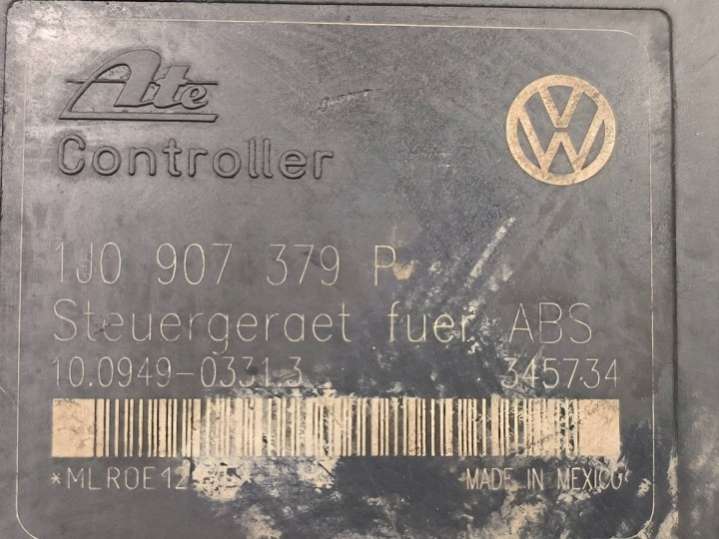 Ate
Controller
1J0 907 379 P
Steuergeraet fuer ABS
10.0949-0331.3 345734
MADE IN MEXICO